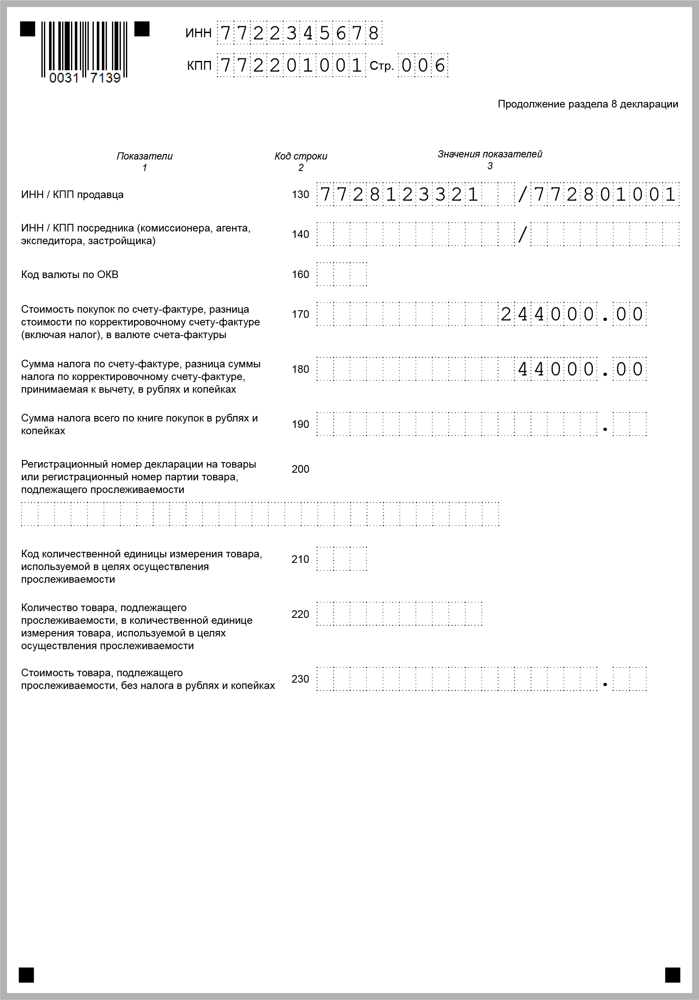 ИНН 7722345678
0031 7139
КПП 772201001 Стр. 006
Продолжение раздела 8 декларации
Показатели Код строки Значения показателей
1 2 3
ИНН / КПП продавца 130 7728123321 / 772801001
ИНН / КПП посредника (комиссионера, агента,
экспедитора, застройщика) 140 /
Код валюты по ОКВ 160
Стоимость покупок по счету-фактуре, разница
стоимости по корректировочному счету-фактуре
(включая налог), в валюте счета-фактуры
170 244000.00
Сумма налога по счету-фактуре, разница суммы
налога по корректировочному счету-фактуре,
принимаемая к вычету, в рублях и копейках
180 44000.00
Сумма налога всего по книге покупок в рублях и
копейках
190 .
Регистрационный номер декларации на товары
или регистрационный номер партии товара,
подлежащего прослеживаемости
200
Код количественной единицы измерения товара,
используемой в целях осуществления
прослеживаемости
210
Количество товара, подлежащего
прослеживаемости, в количественной единице
измерения товара, используемой в целях
осуществления прослеживаемости
220
Стоимость товара, подлежащего
прослеживаемости, без налога в рублях и копейках
230 .